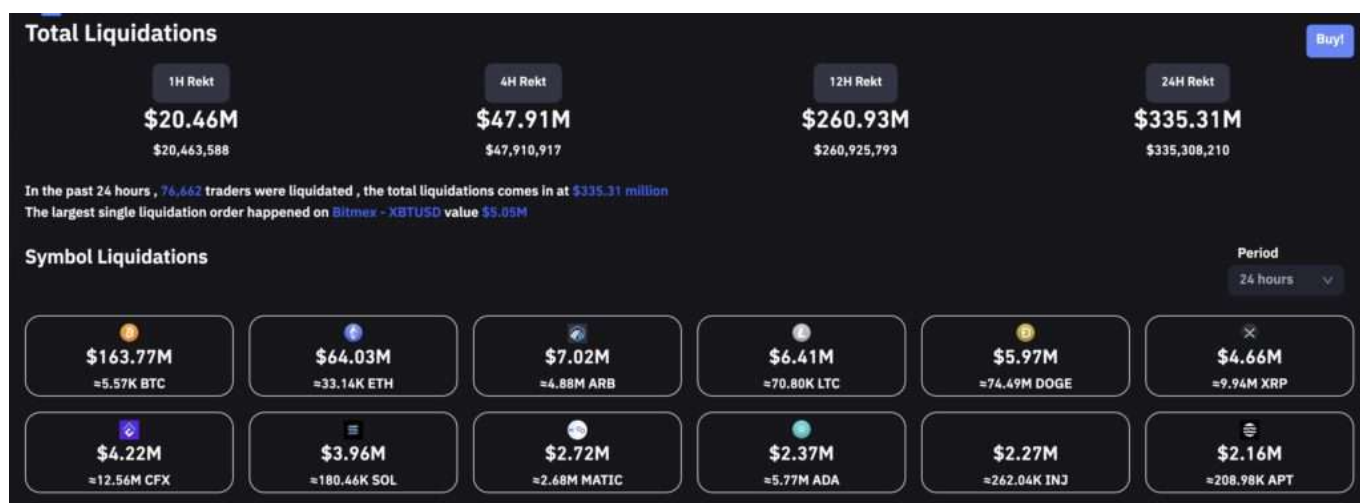 Total Liquidations
Buy!
1H Rekt
4H Rekt
12H Rekt
24H Rekt
$20.46M
$47.91M
$260.93M
$335.31M
$20,463,588
$47,910,917
$260,925,793
$335,308,210
In the past 24 hours , 76,662 traders were liquidated , the total liquidations comes in at $335.31 million
The largest single liquidation order happened on Bitmex - XBTUSD value $5.05M
Symbol Liquidations
Period
24 hours
$163.77M
≈5.57K BTC
$64.03M
≈33.14K ETH
$7.02M
≈4.88M ARB
$6.41M
≈70.80K LTC
$5.97M
≈74.49M DOGE
$4.66M
≈9.94M XRP
$4.22M
≈12.56M CFX
$3.96M
≈180.46K SOL
$2.72M
≈2.68M MATIC
$2.37M
≈5.77M ADA
$2.27M
≈262.04K INJ
$2.16M
≈208.98K APT